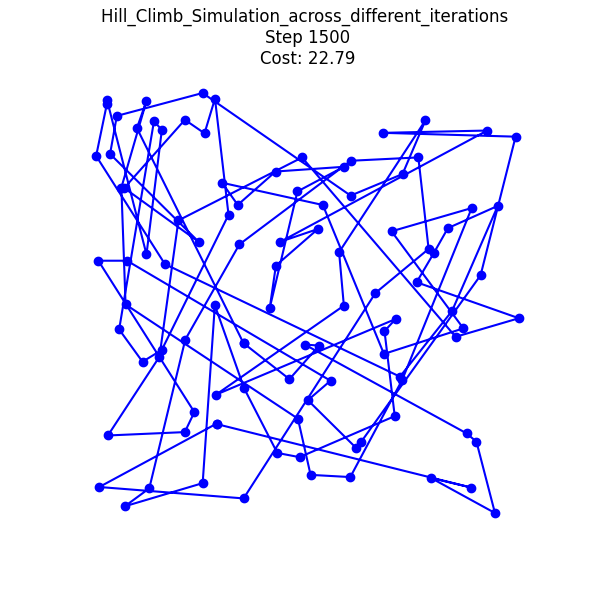 Hill_Climb_Simulation_across_different_iterations
Step 1500
Cost: 22.79